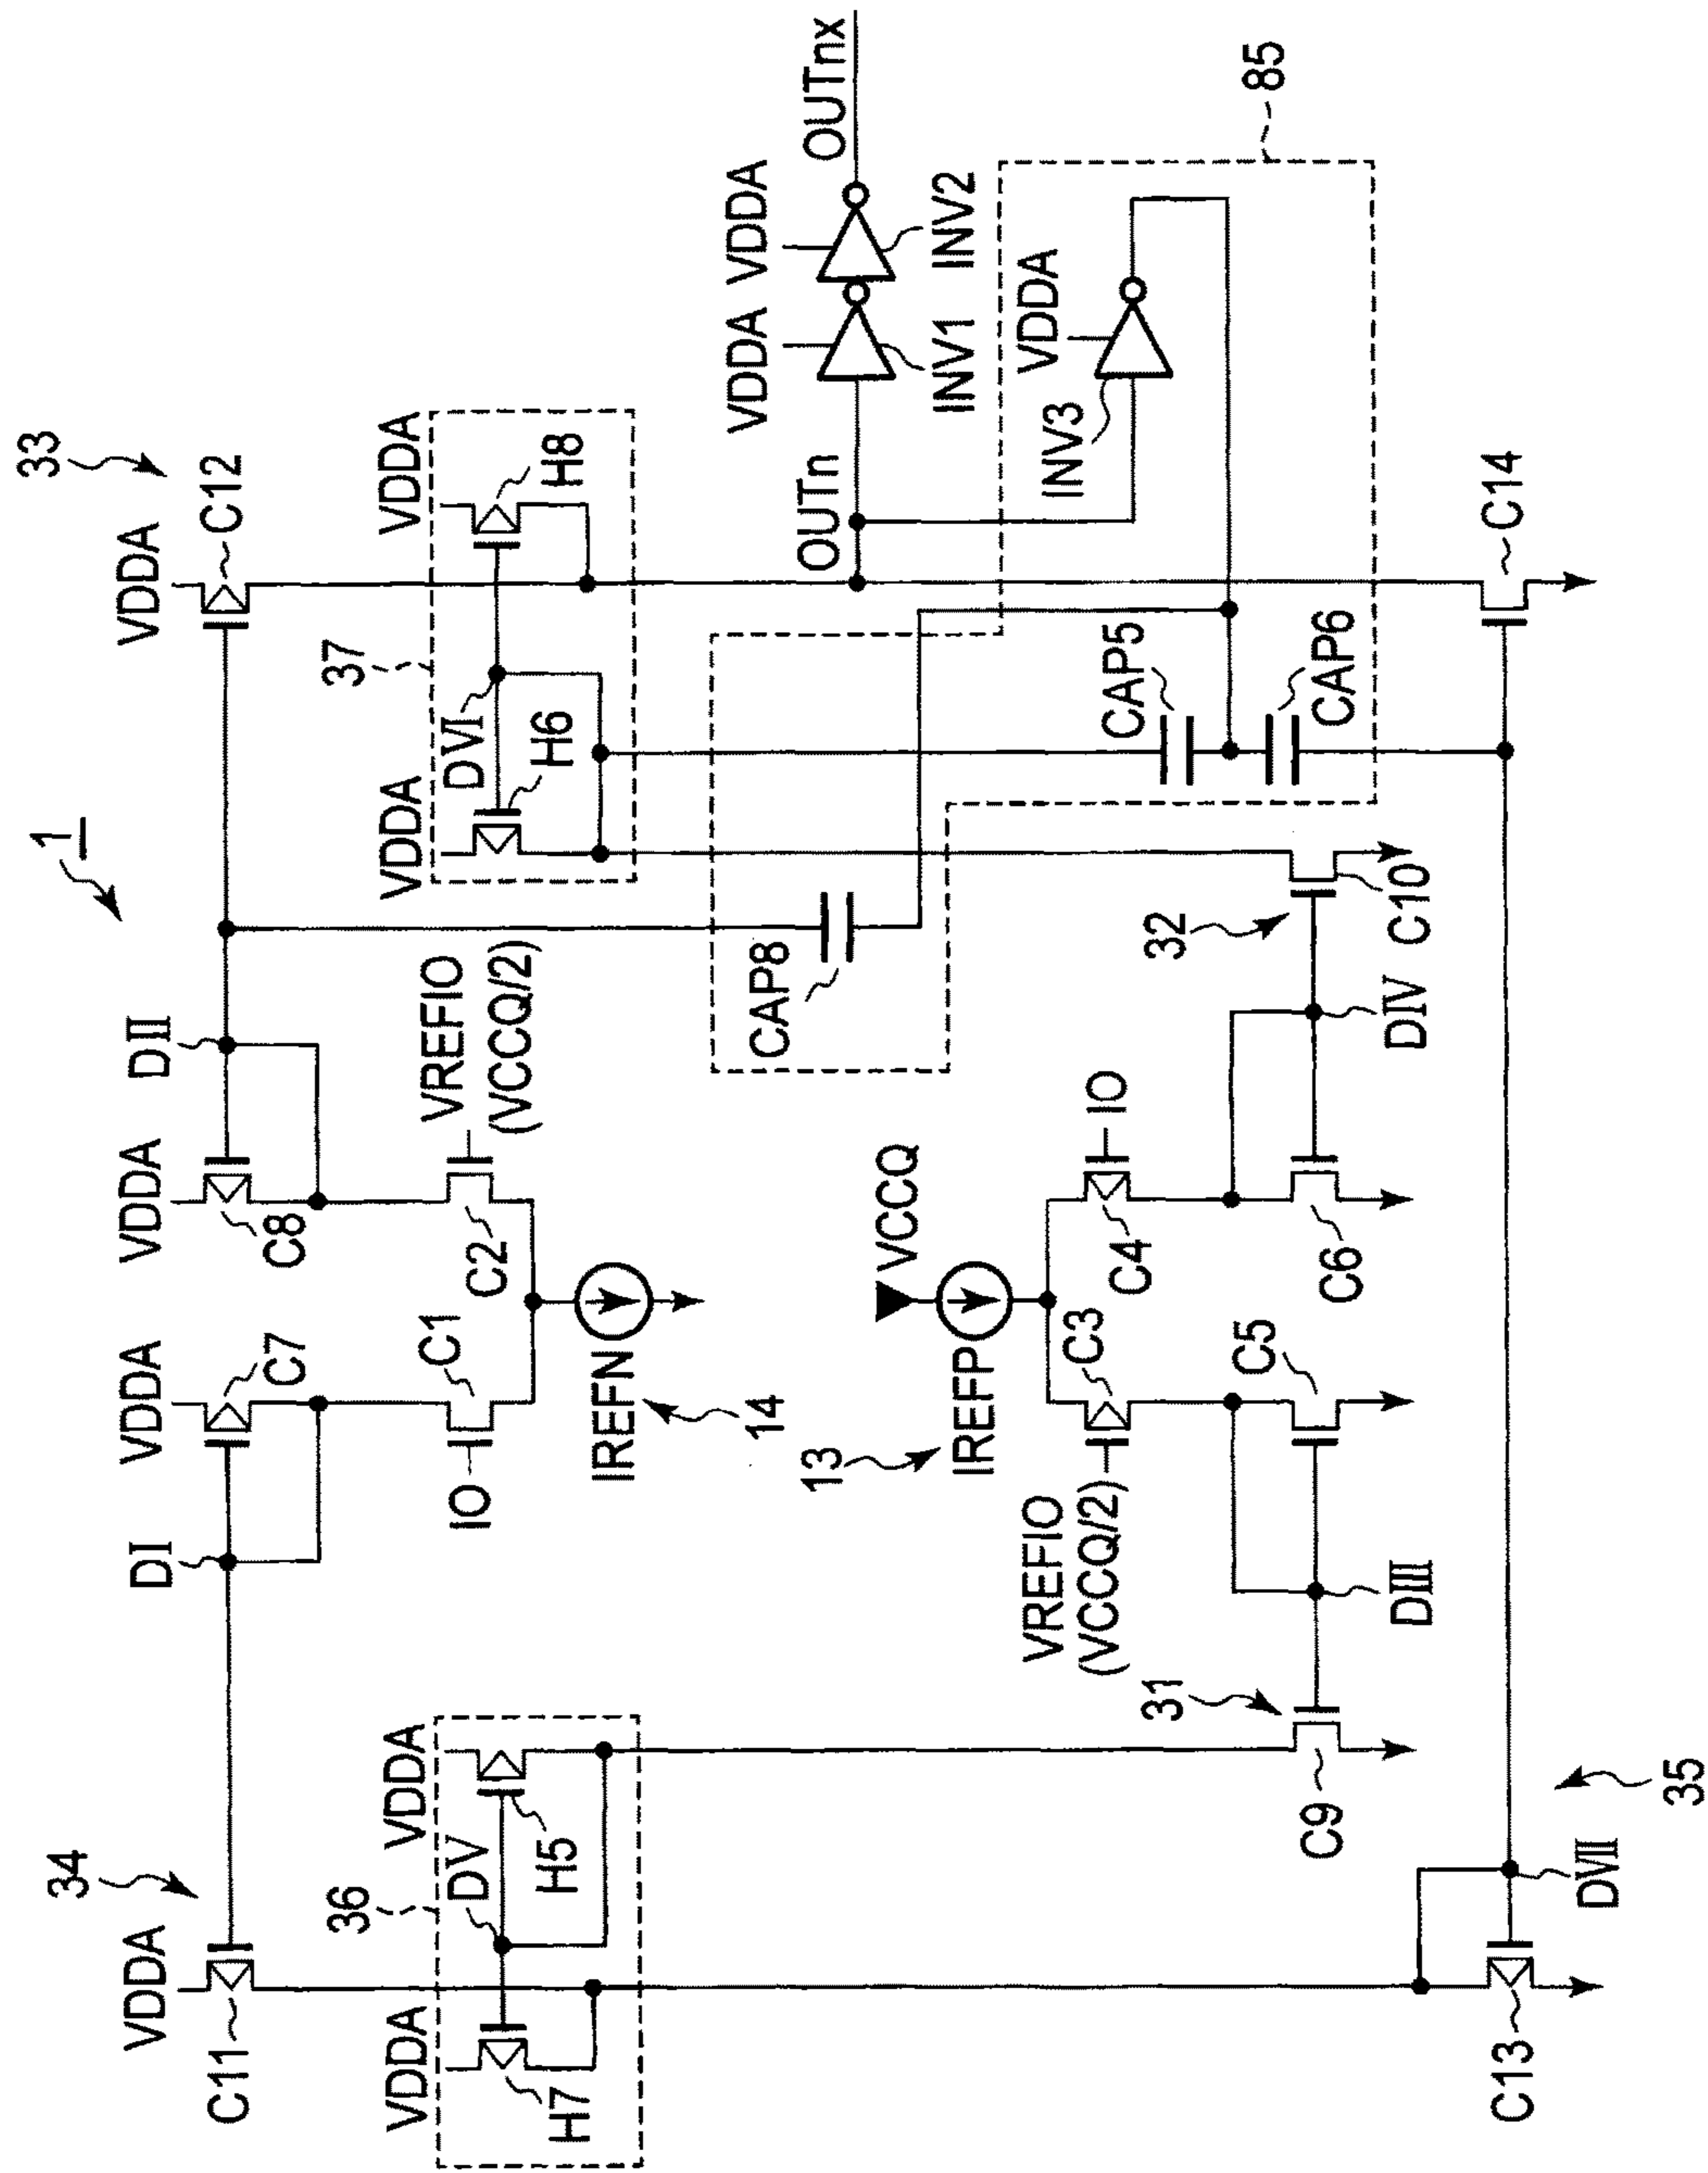 1
33
34
VDDA
C11
DI
VDDA
C7
VDDA
C8
DII
VDDA
C12
36
VDDA
H7
DV
VDDA
H5
IO
C1
C2
VREFIO
(VCCQ/2)
VDDA
DVI
H6
37
VDDA
H8
IREFN
14
CAP8
OUTn
VDDA
INV1
VDDA
INV2
OUTnx
13
IREFP
VCCQ
VREFIO
(VCCQ/2)
C3
C4
IO
CAP5
CAP6
INV3
VDDA
85
31
C9
DIII
C5
C6
DIV
32
C10
C13
DVII
35
C14